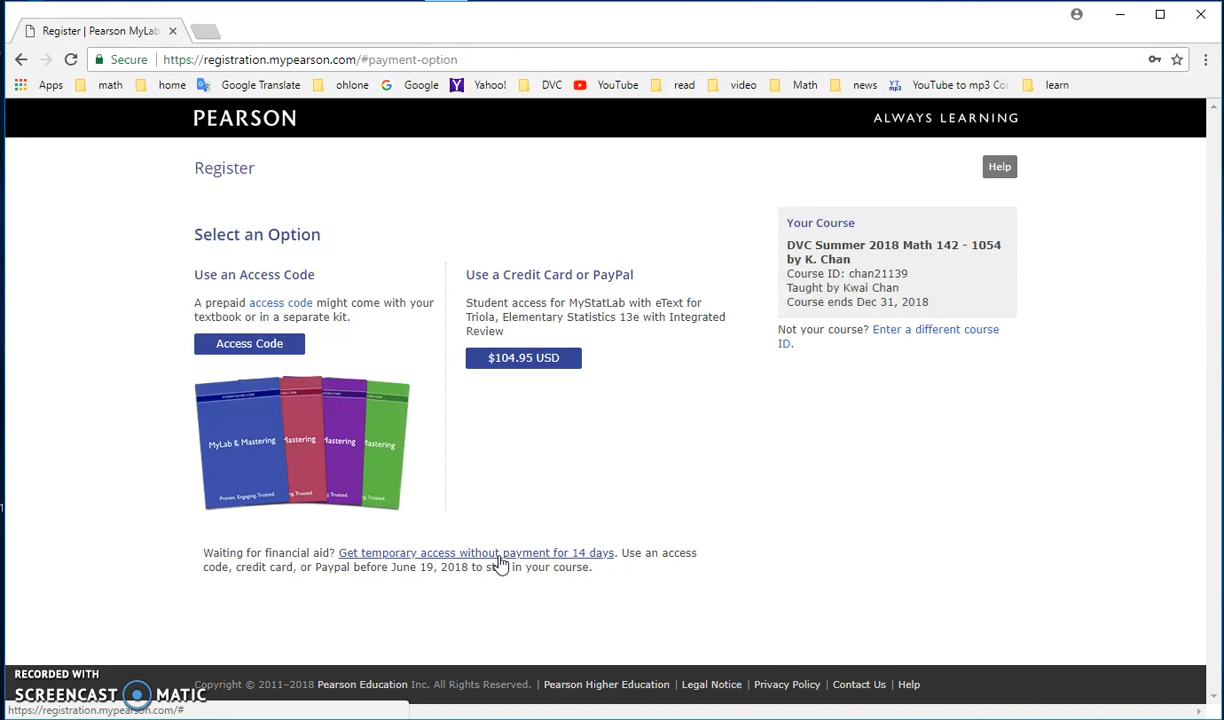 Register | Pearson MyLab
Secure
https://registration.mypearson.com/#payment-option
Apps math home Google Translate ohlone Google Yahoo! DVC YouTube read video Math news YouTube to mp3 Co learn
PEARSON
ALWAYS LEARNING
Register
Help
Select an Option
Use an Access Code
A prepaid access code might come with your
textbook or in a separate kit.
Access Code
MyLab & Mastering
Mastering
Mastering
Mastering
Proven. Engaging. Trusted.
Use a Credit Card or PayPal
Student access for MyStatLab with eText for
Triola, Elementary Statistics 13e with Integrated
Review
$104.95 USD
Your Course
DVC Summer 2018 Math 142 - 1054
by K. Chan
Course ID: chan21139
Taught by Kwai Chan
Course ends Dec 31, 2018
Not your course? Enter a different course
ID.
Waiting for financial aid? Get temporary access without payment for 14 days. Use an access
code, credit card, or Paypal before June 19, 2018 to in your course.
RECORDED WITH
SCREENCAST MATIC
Copyright © 2011–2018 Pearson Education Inc. All Rights Reserved. | Pearson Higher Education | Legal Notice | Privacy Policy | Contact Us | Help
https://registration.mypearson.com/#